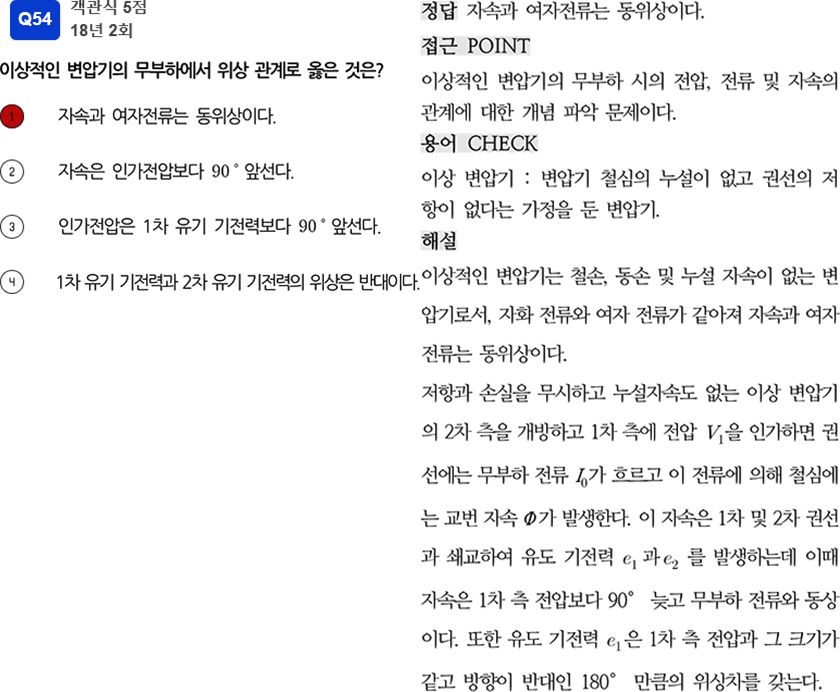 Q54
객관식 5점
18년 2회
이상적인 변압기의 무부하에서 위상 관계로 옳은 것은?
1 자속과 여자전류는 동위상이다.
2 자속은 인가전압보다 90° 앞선다.
3 인가전압은 1차 유기 기전력보다 90° 앞선다.
4 1차 유기 기전력과 2차 유기 기전력의 위상은 반대이다.
정답 자속과 여자전류는 동위상이다.
접근 POINT
이상적인 변압기의 무부하 시의 전압, 전류 및 자속의
관계에 대한 개념 파악 문제이다.
용어 CHECK
이상 변압기 : 변압기 철심의 누설이 없고 권선의 저
항이 없다는 가정을 둔 변압기.
해설
이상적인 변압기는 철손, 동손 및 누설 자속이 없는 변
압기로서, 자화 전류와 여자 전류가 같아져 자속과 여자
전류는 동위상이다.
저항과 손실을 무시하고 누설자속도 없는 이상 변압기
의 2차 측을 개방하고 1차 측에 전압 V₁을 인가하면 권
선에는 무부하 전류 I₀가 흐르고 이 전류에 의해 철심에
는 교번 자속 Φ가 발생한다. 이 자속은 1차 및 2차 권선
과 쇄교하여 유도 기전력 e₁과 e₂ 를 발생하는데 이때
자속은 1차 측 전압보다 90° 늦고 무부하 전류와 동상
이다. 또한 유도 기전력 e₁은 1차 측 전압과 그 크기가
같고 방향이 반대인 180° 만큼의 위상차를 갖는다.